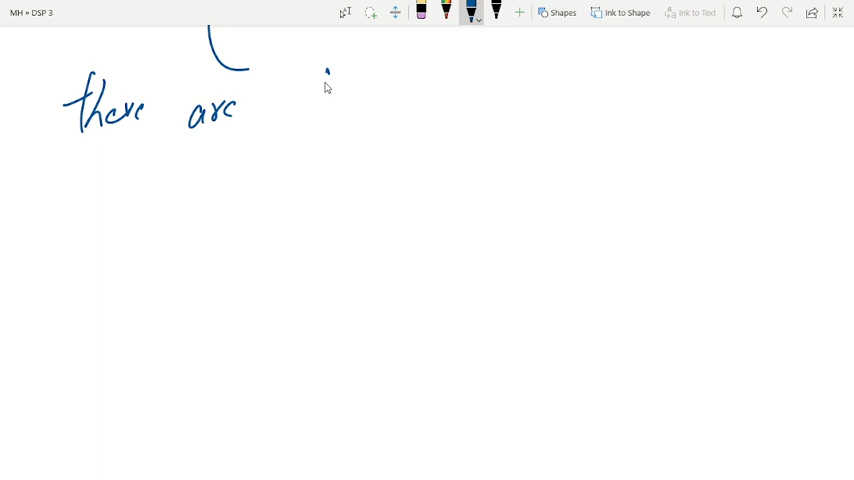 MH » DSP 3
Shapes
Ink to Shape
Ink to Text
there are